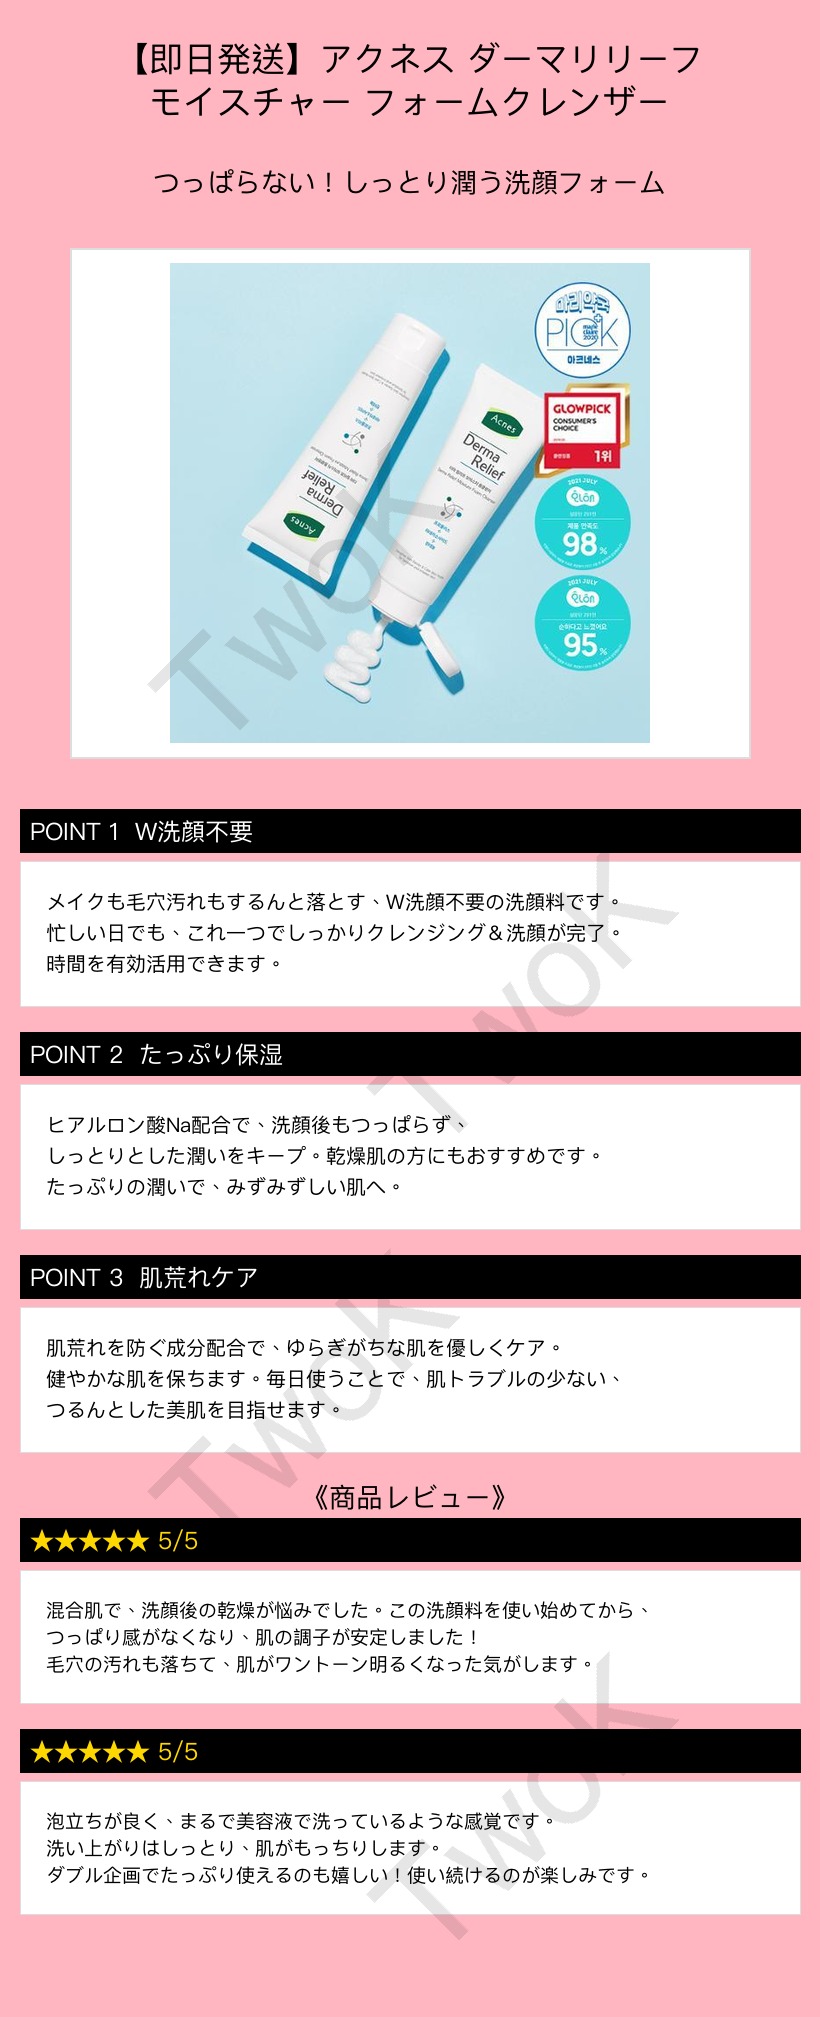 【即日発送】アクネス ダーマリリーフ
モイスチャー フォームクレンザー
つっぱらない！しっとり潤う洗顔フォーム
마리약국
PICK
marie claire
2020
아크네스
GLOWPICK
CONSUMER'S
CHOICE
1위
2021 JULY
제품 만족도
98%
2021 JULY
순하다고 느꼈어요
95%
Acnes
Derma
Relief
Derma Relief Moisture Foam Cleanser
Acnes
Derma
Relief
TwoK
POINT 1 W洗顔不要
メイクも毛穴汚れもするんと落とす、W洗顔不要の洗顔料です。
忙しい日でも、これ一つでしっかりクレンジング＆洗顔が完了。
時間を有効活用できます。
TwoK
POINT 2 たっぷり保湿
ヒアルロン酸Na配合で、洗顔後もつっぱらず、
しっとりとした潤いをキープ。乾燥肌の方にもおすすめです。
たっぷりの潤いで、みずみずしい肌へ。
POINT 3 肌荒れケア
肌荒れを防ぐ成分配合で、ゆらぎがちな肌を優しくケア。
健やかな肌を保ちます。毎日使うことで、肌トラブルの少ない、
つるんとした美肌を目指せます。
TwoK
《商品レビュー》
★★★★★ 5/5
混合肌で、洗顔後の乾燥が悩みでした。この洗顔料を使い始めてから、
つっぱり感がなくなり、肌の調子が安定しました！
毛穴の汚れも落ちて、肌がワントーン明るくなった気がします。
★★★★★ 5/5
泡立ちが良く、まるで美容液で洗っているような感覚です。
洗い上がりはしっとり、肌がもっちりします。
ダブル企画でたっぷり使えるのも嬉しい！使い続けるのが楽しみです。
TwoK